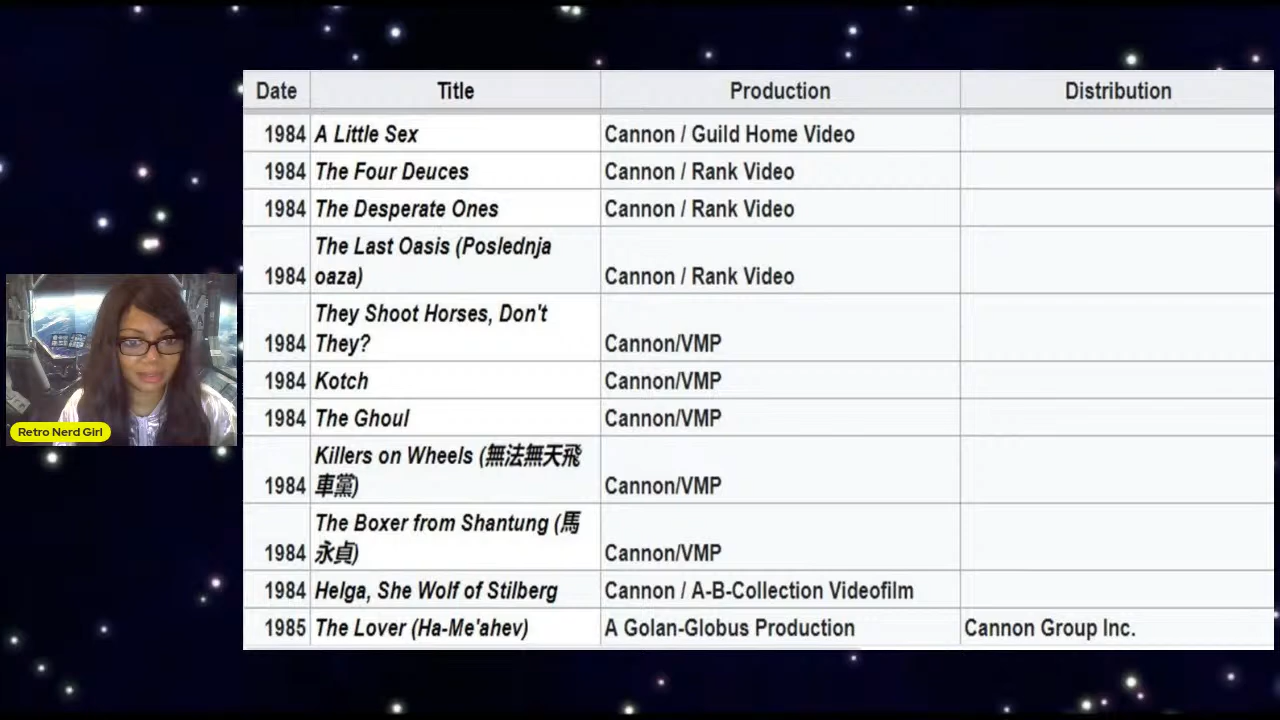 Date Title Production Distribution
1984 A Little Sex Cannon / Guild Home Video
1984 The Four Deuces Cannon / Rank Video
1984 The Desperate Ones Cannon / Rank Video
The Last Oasis (Poslednja
1984 oaza) Cannon / Rank Video
They Shoot Horses, Don't
1984 They? Cannon/VMP
1984 Kotch Cannon/VMP
1984 The Ghoul Cannon/VMP
Killers on Wheels (無法無天飛
1984 車黨) Cannon/VMP
The Boxer from Shantung (馬
1984 永貞) Cannon/VMP
1984 Helga, She Wolf of Stilberg Cannon / A-B-Collection Videofilm
1985 The Lover (Ha-Me'ahev) A Golan-Globus Production Cannon Group Inc.
Retro Nerd Girl